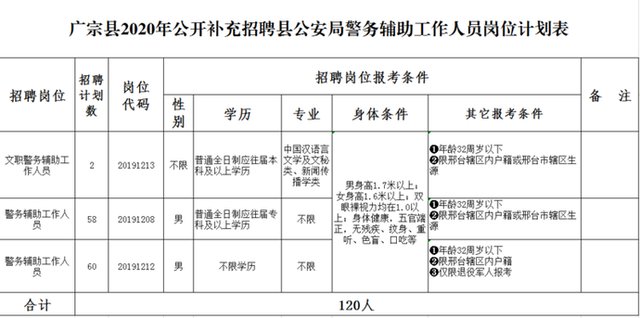 广宗县2020年公开补充招聘县公安局警务辅助工作人员岗位计划表
招聘岗位
招聘
计划
数
岗位
代码
招聘岗位报考条件
备 注
性
别
学历
专业
身体条件
其它报考条件
文职警务辅助工
作人员
2
20191213
不限
普通全日制应往届本
科及以上学历
中国汉语言
文学及文秘
类、新闻传
播学类
男身高1.7米以上；
女身高1.6米以上；双
眼裸视力均在1.0以
上；身体健康，五官端
正，无残疾、纹身、重
听、色盲、口吃等
❶年龄32周岁以下
❷限邢台辖区内户籍或邢台市辖区生
源
警务辅助工作人
员
58
20191208
男
普通全日制应往届专
科及以上学历
不限
❶年龄32周岁以下
❷限邢台辖区内户籍或邢台市辖区生
源
警务辅助工作人
员
60
20191212
男
不限学历
不限
❶年龄32周岁以下
❷限邢台辖区内户籍
❸仅限退役军人报考
合计
120人